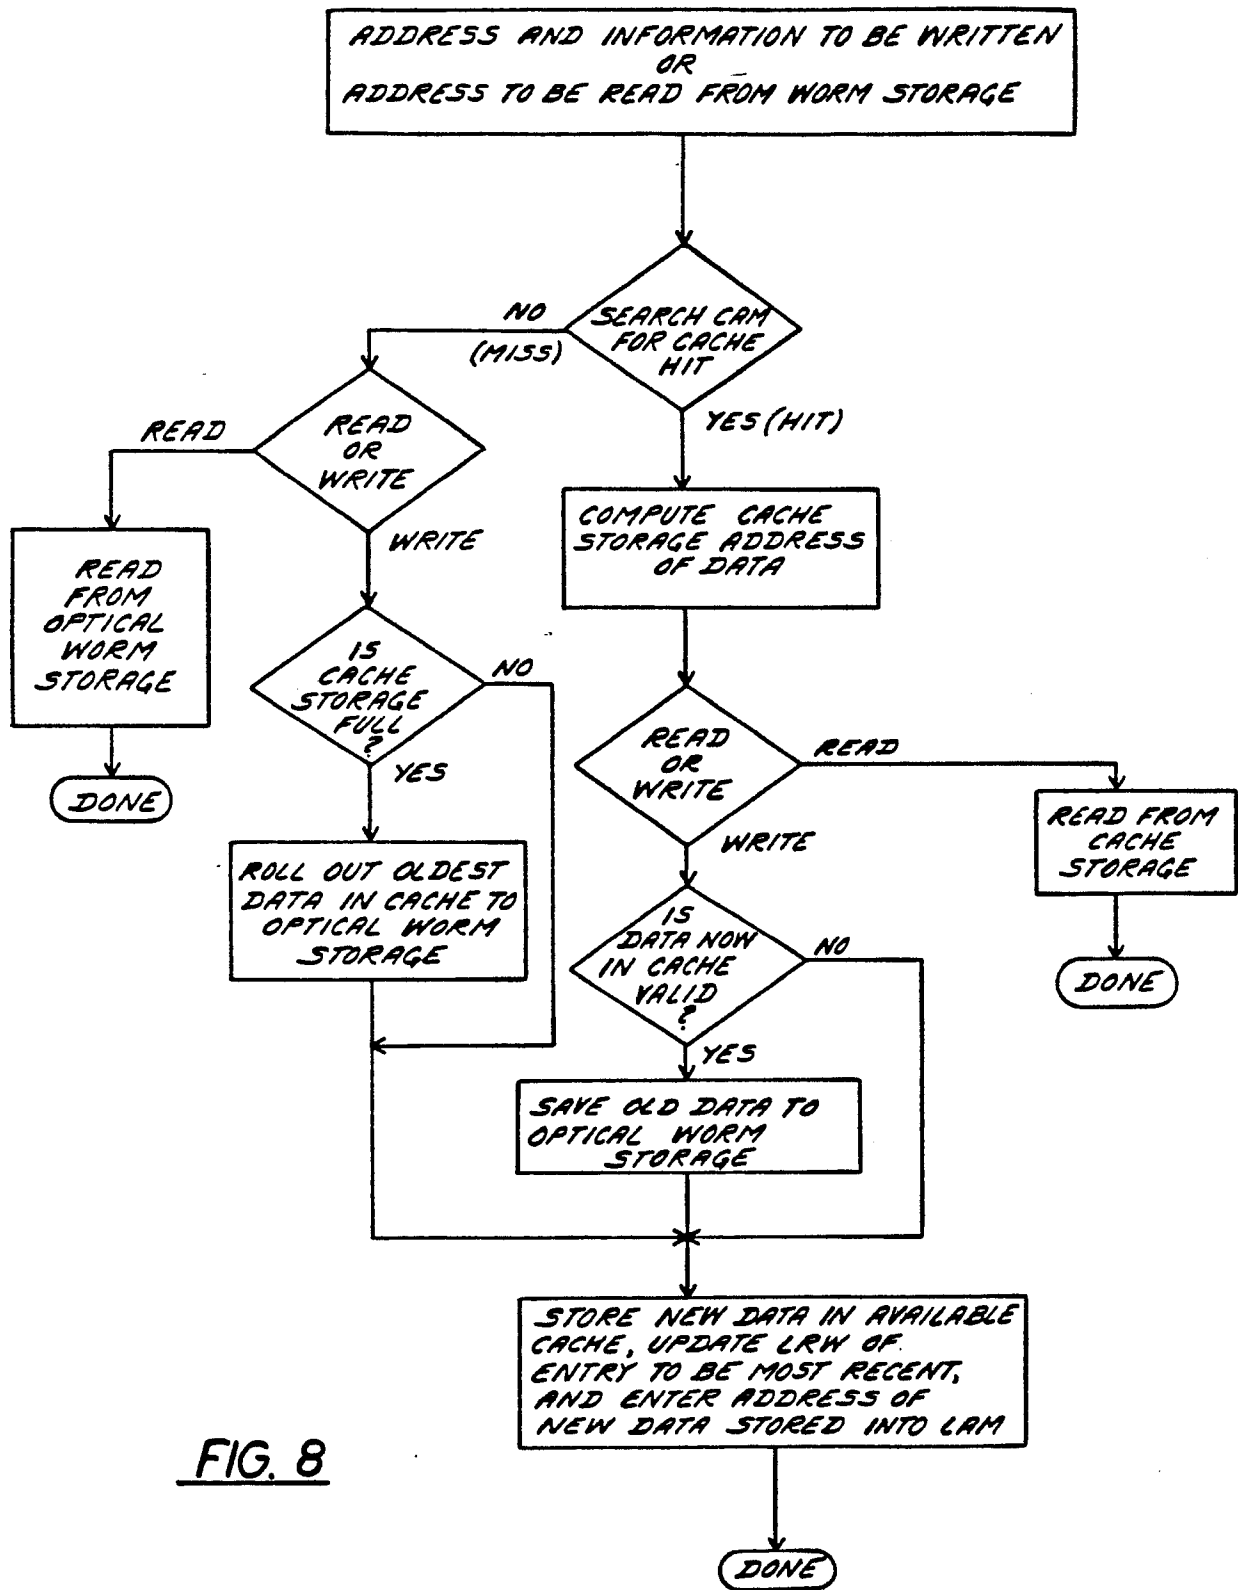 ADDRESS AND INFORMATION TO BE WRITTEN
OR
ADDRESS TO BE READ FROM WORM STORAGE
SEARCH CAM
FOR CACHE
HIT
NO
(MISS)
YES (HIT)
READ
OR
WRITE
READ
WRITE
READ
FROM
OPTICAL
WORM
STORAGE
DONE
IS
CACHE
STORAGE
FULL
?
NO
YES
ROLL OUT OLDEST
DATA IN CACHE TO
OPTICAL WORM
STORAGE
COMPUTE CACHE
STORAGE ADDRESS
OF DATA
READ
OR
WRITE
READ
WRITE
READ FROM
CACHE
STORAGE
DONE
IS
DATA NOW
IN CACHE
VALID
?
NO
YES
SAVE OLD DATA TO
OPTICAL WORM
STORAGE
STORE NEW DATA IN AVAILABLE
CACHE, UPDATE LRW OF
ENTRY TO BE MOST RECENT,
AND ENTER ADDRESS OF
NEW DATA STORED INTO CAM
DONE
FIG. 8